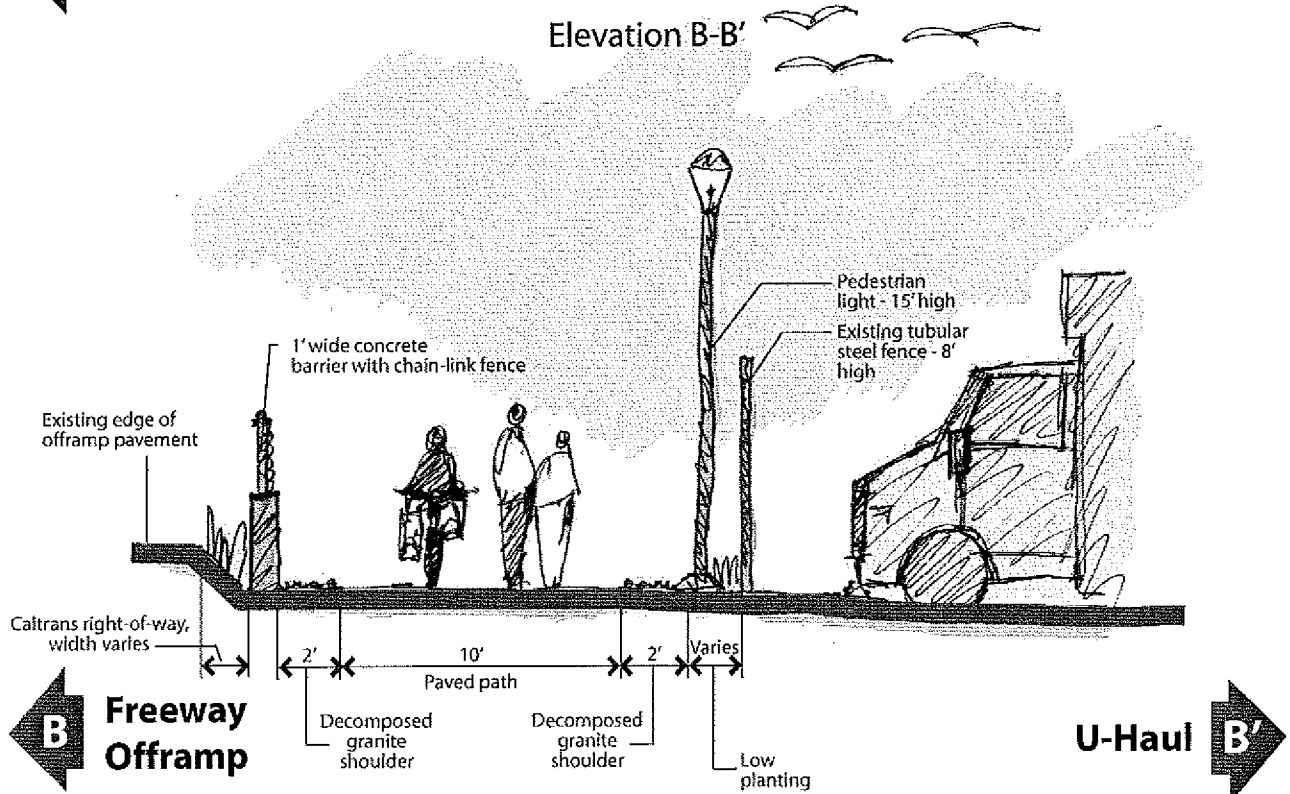 Elevation B-B'
Pedestrian
light - 15' high
Existing tubular
steel fence - 8'
high
1' wide concrete
barrier with chain-link fence
Existing edge of
offramp pavement
Caltrans right-of-way,
width varies
2'
10'
2'
Varies
Paved path
Decomposed
granite
shoulder
Decomposed
granite
shoulder
Low
planting
B
Freeway
Offramp
U-Haul
B'